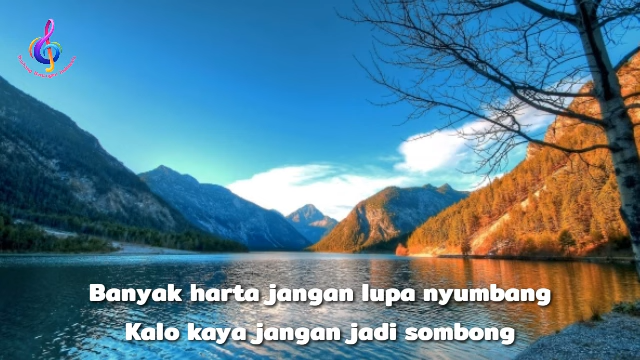 Banyak harta jangan lupa nyumbang
Kalo kaya jangan jadi sombong